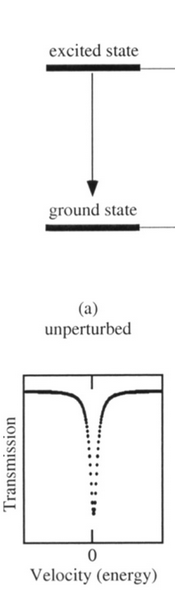 excited state
ground state
(a)
unperturbed
Transmission
0
Velocity (energy)